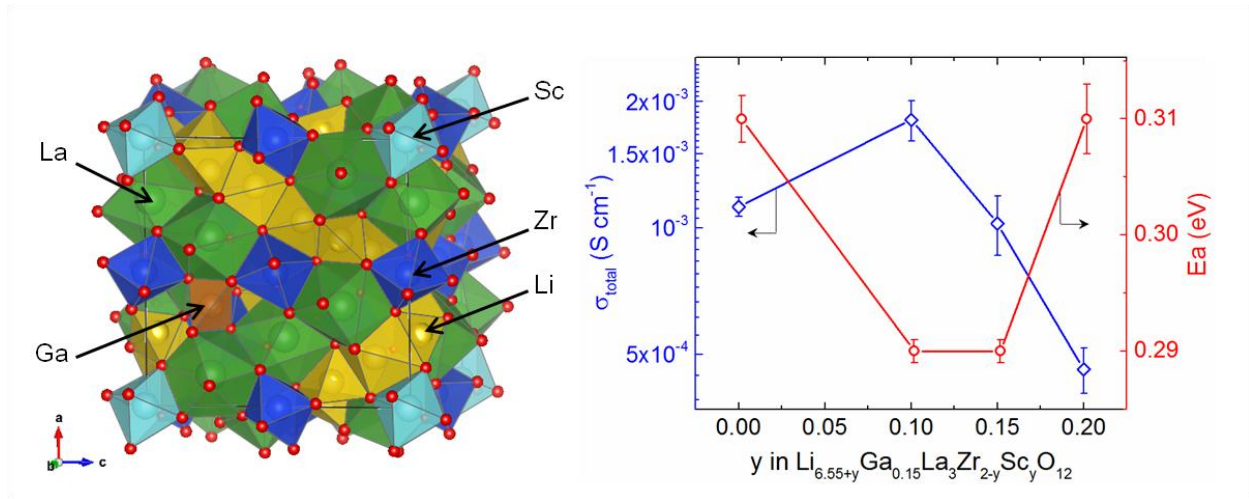 Sc
La
Zr
Li
Ga
a
b
c
2x10⁻³
1.5x10⁻³
10⁻³
5x10⁻⁴
σtotal (S cm⁻¹)
0.31
0.30
0.29
Ea (eV)
0.00 0.05 0.10 0.15 0.20
y in Li₆.₅₅₊yGa₀.₁₅La₃Zr₂₋yScyO₁₂